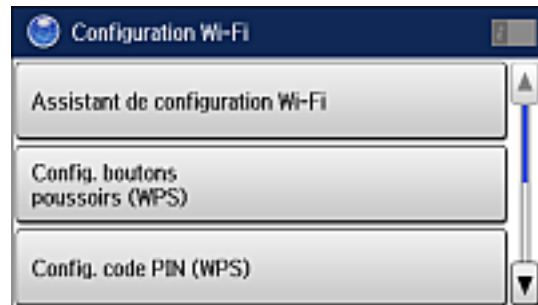 Configuration Wi-Fi
Assistant de configuration Wi-Fi
Config. boutons
poussoirs (WPS)
Config. code PIN (WPS)